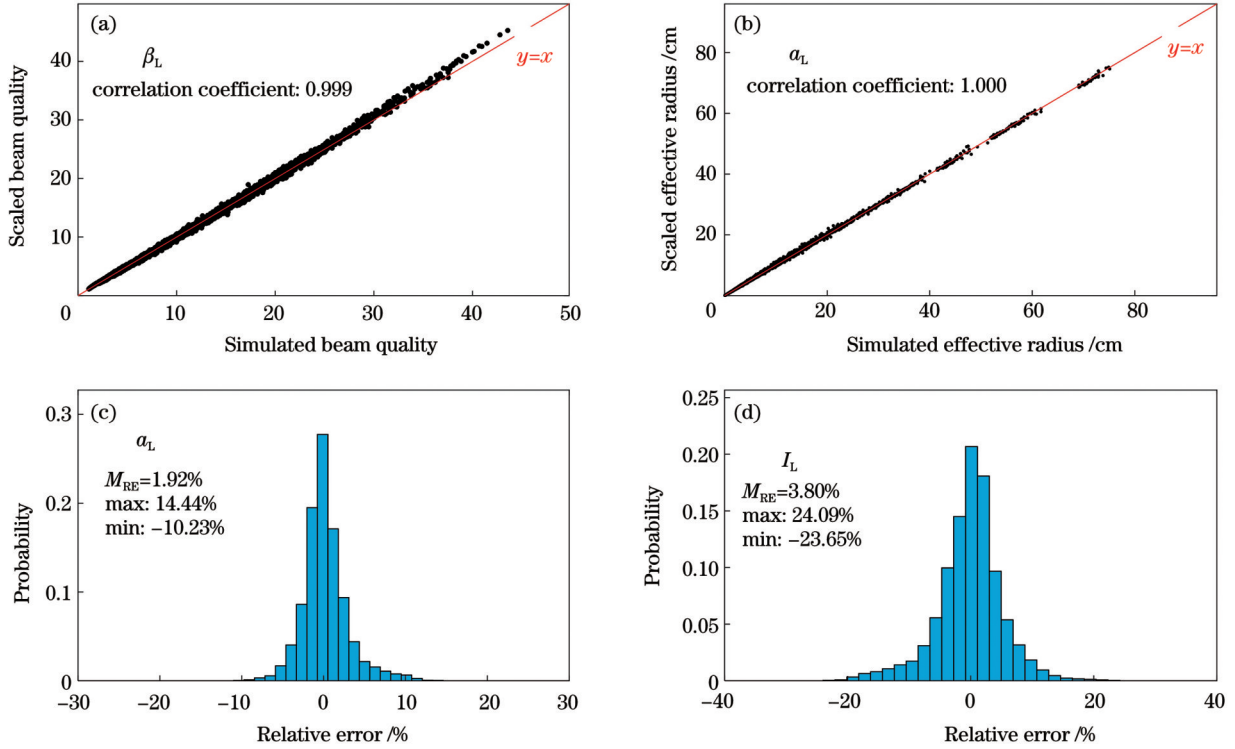 (a)
β_L
correlation coefficient: 0.999
y=x
Scaled beam quality
40
30
20
10
0
10
20
30
40
50
Simulated beam quality
(b)
a_L
correlation coefficient: 1.000
y=x
Scaled effective radius /cm
80
60
40
20
0
20
40
60
80
Simulated effective radius /cm
(c)
a_L
M_RE=1.92%
max: 14.44%
min: −10.23%
Probability
0.3
0.2
0.1
0
−30
−20
−10
0
10
20
30
Relative error /%
(d)
I_L
M_RE=3.80%
max: 24.09%
min: −23.65%
Probability
0.25
0.20
0.15
0.10
0.05
0
−40
−20
0
20
40
Relative error /%